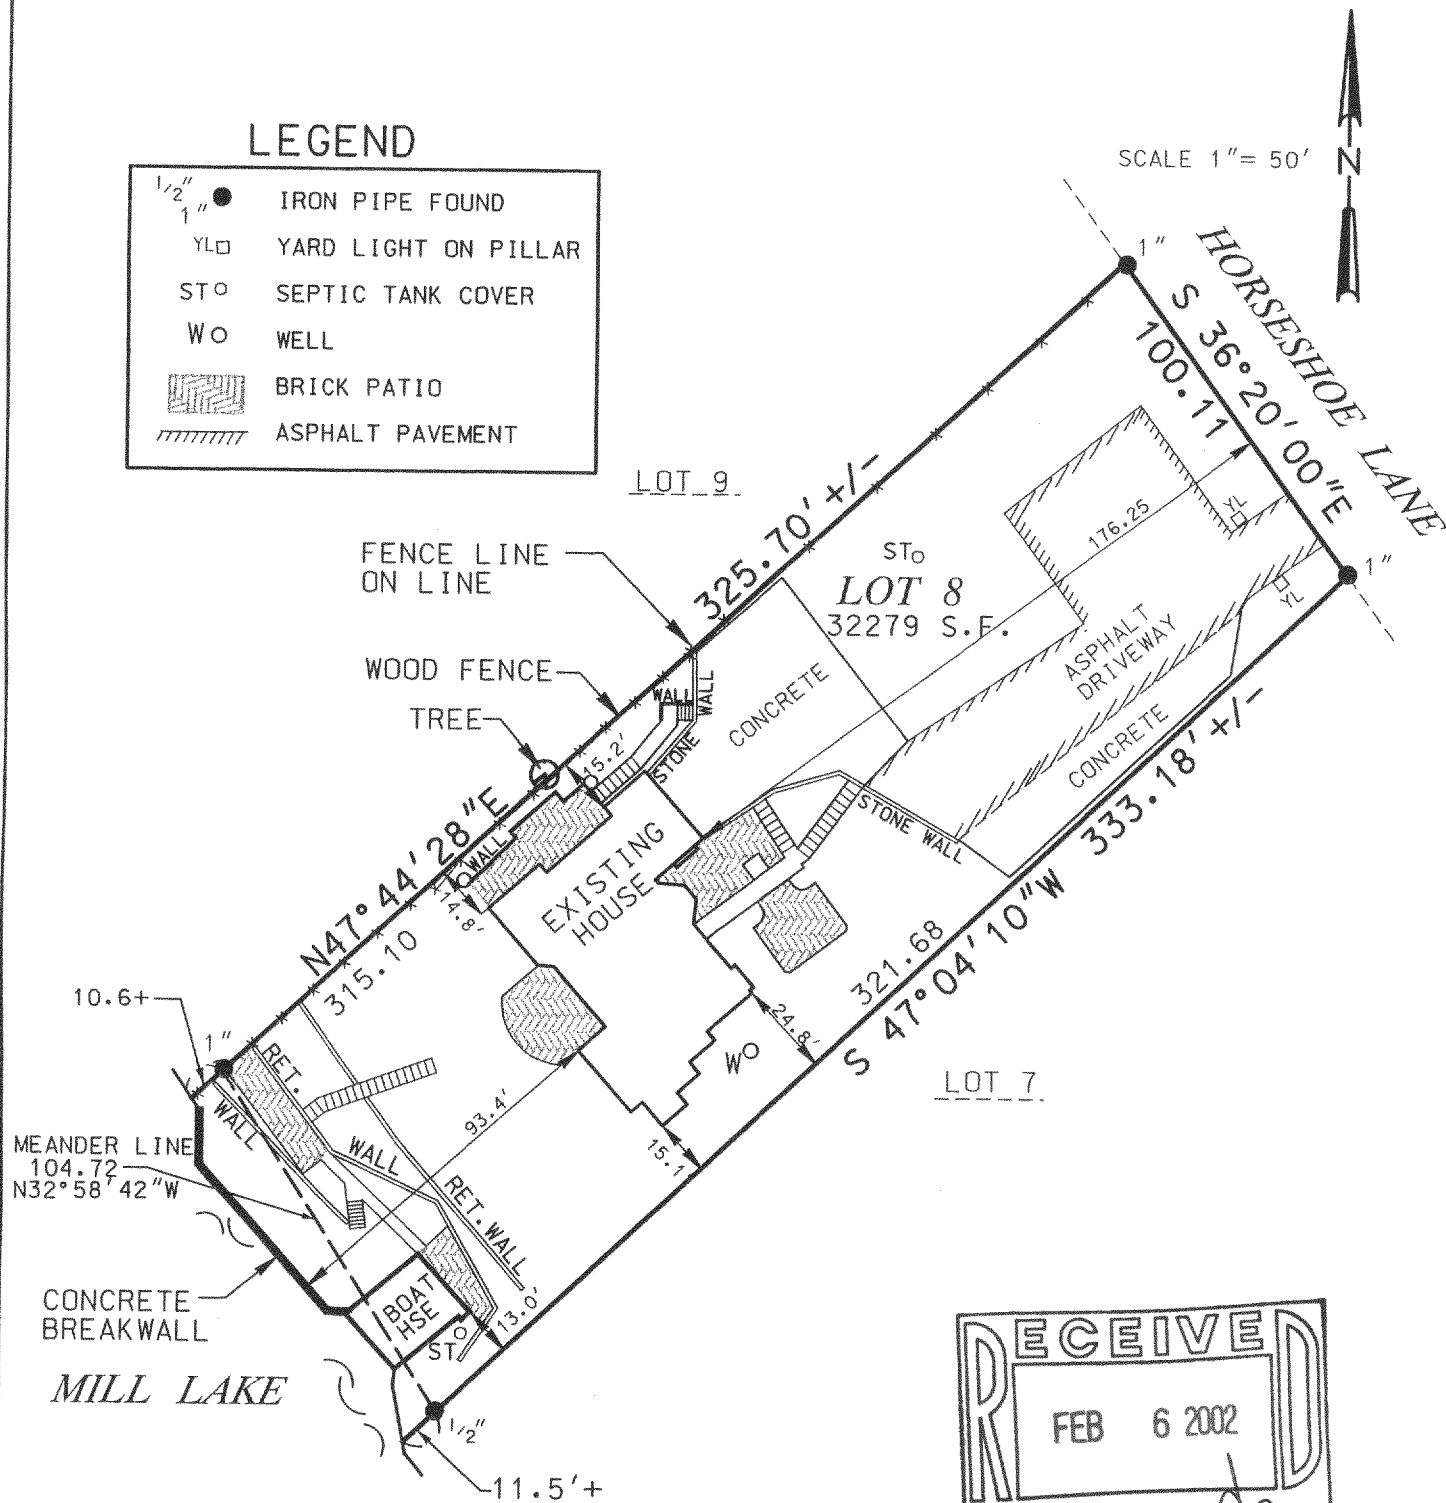 LEGEND
1/2"
1"
IRON PIPE FOUND
YL
YARD LIGHT ON PILLAR
ST
SEPTIC TANK COVER
W
WELL
BRICK PATIO
ASPHALT PAVEMENT
SCALE 1"= 50'
N
1"
HORSESHOE LANE
S 36°20'00"E
100.11
1"
LOT 9
325.70'+/-
FENCE LINE
ON LINE
ST
LOT 8
32279 S.F.
176.25
YL
YL
ASPHALT
DRIVEWAY
CONCRETE
CONCRETE
WOOD FENCE
TREE
WALL
WALL
STONE
15.2'
STONE WALL
333.18'+/-
N47°44'28"E
WALL
14.8'
EXISTING
HOUSE
315.10
321.68
S 47°04'10"W
24.8'
W
LOT 7
10.6+
1"
RET.
WALL
WALL
93.4'
15.1
RET. WALL
MEANDER LINE
104.72
N32°58'42"W
CONCRETE
BREAKWALL
BOAT
HSE
13.0'
ST
MILL LAKE
1/2"
11.5'+
RECEIVED
FEB 6 2002